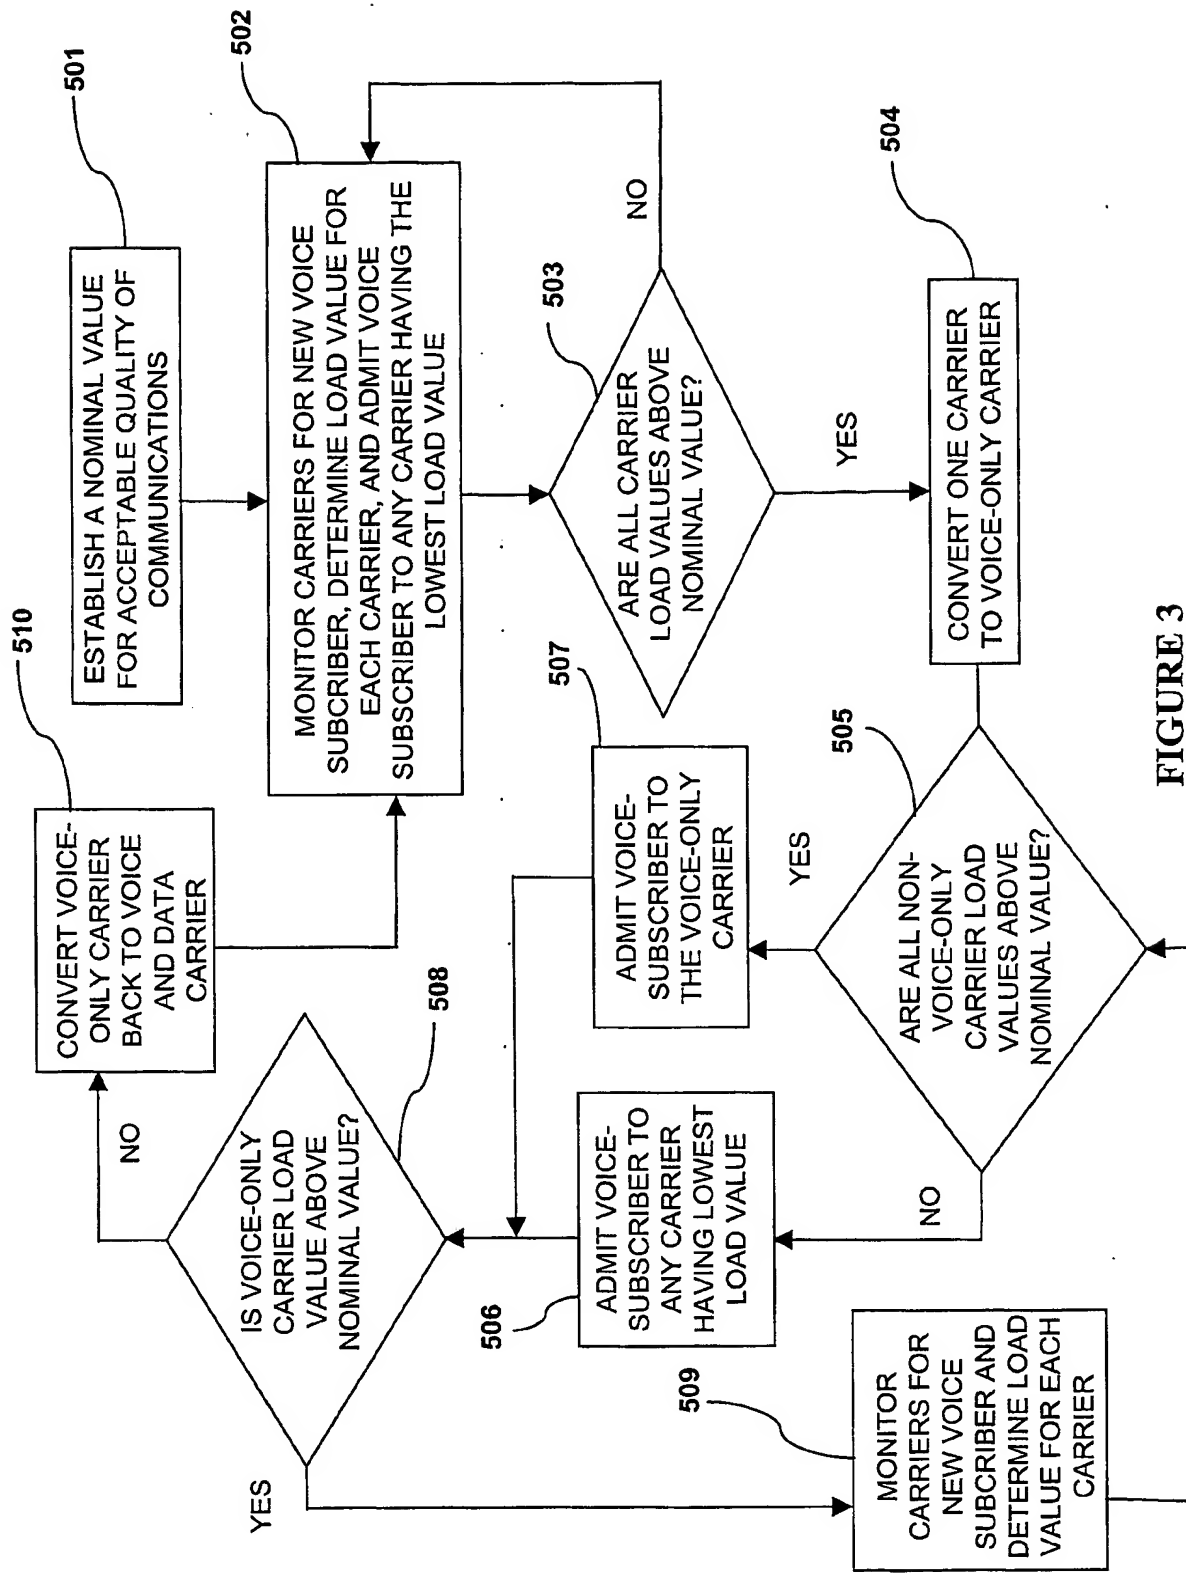 501
ESTABLISH A NOMINAL VALUE
FOR ACCEPTABLE QUALITY OF
COMMUNICATIONS
502
MONITOR CARRIERS FOR NEW VOICE
SUBCRIBER, DETERMINE LOAD VALUE FOR
EACH CARRIER, AND ADMIT VOICE
SUBSCRIBER TO ANY CARRIER HAVING THE
LOWEST LOAD VALUE
503
ARE ALL CARRIER
LOAD VALUES ABOVE
NOMINAL VALUE?
NO
YES
504
CONVERT ONE CARRIER
TO VOICE-ONLY CARRIER
505
ARE ALL NON-
VOICE-ONLY
CARRIER LOAD
VALUES ABOVE
NOMINAL VALUE?
YES
NO
506
ADMIT VOICE-
SUBSCRIBER TO
ANY CARRIER
HAVING LOWEST
LOAD VALUE
507
ADMIT VOICE-
SUBSCRIBER TO
THE VOICE-ONLY
CARRIER
508
IS VOICE-ONLY
CARRIER LOAD
VALUE ABOVE
NOMINAL VALUE?
NO
YES
509
MONITOR
CARRIERS FOR
NEW VOICE
SUBCRIBER AND
DETERMINE LOAD
VALUE FOR EACH
CARRIER
510
CONVERT VOICE-
ONLY CARRIER
BACK TO VOICE
AND DATA
CARRIER
FIGURE 3